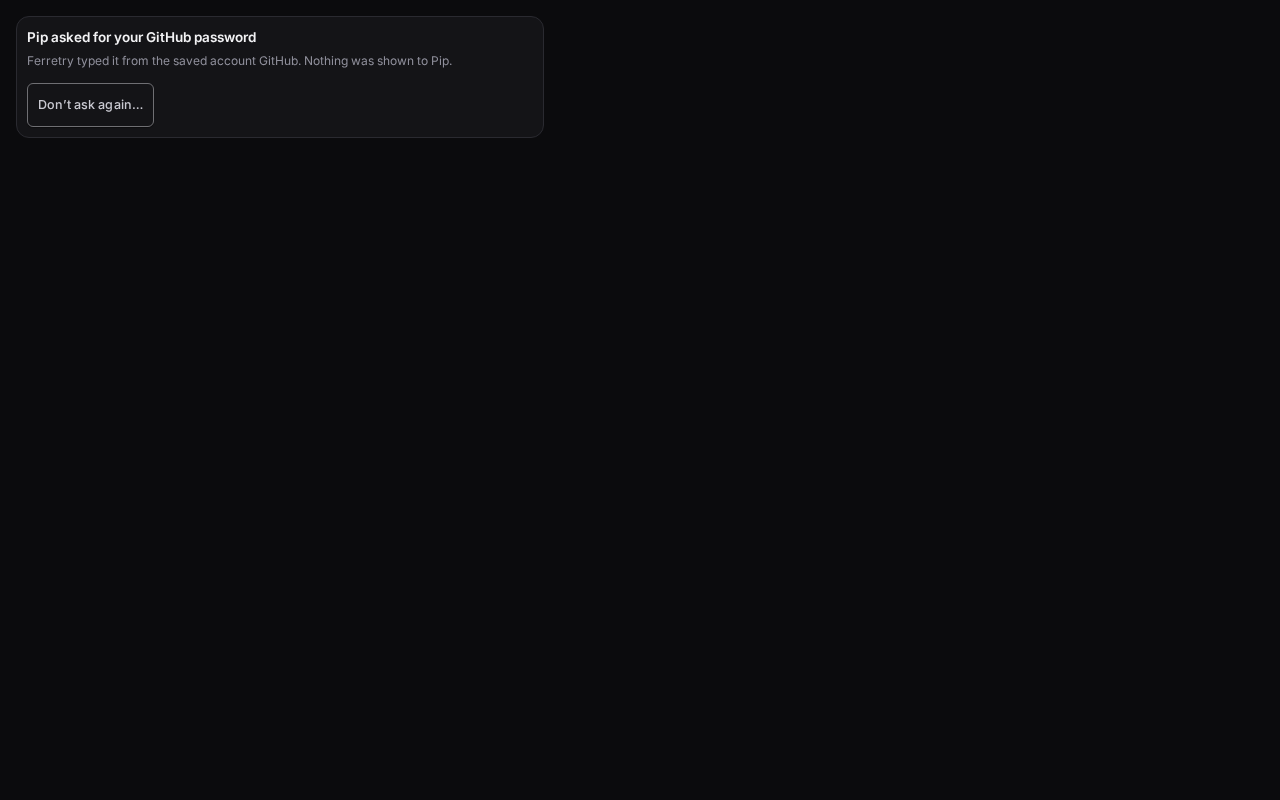 Pip asked for your GitHub password
Ferretry typed it from the saved account GitHub. Nothing was shown to Pip.
Don’t ask again…